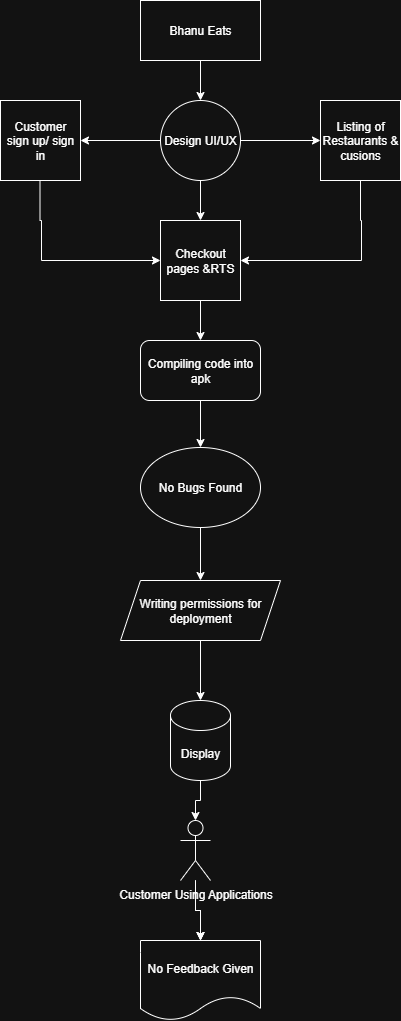 Bhanu Eats
Customer
sign up/ sign
in
Design UI/UX
Listing of
Restaurants &
cusions
Checkout
pages &RTS
Compiling code into
apk
No Bugs Found
Writing permissions for
deployment
Display
Customer Using Applications
No Feedback Given